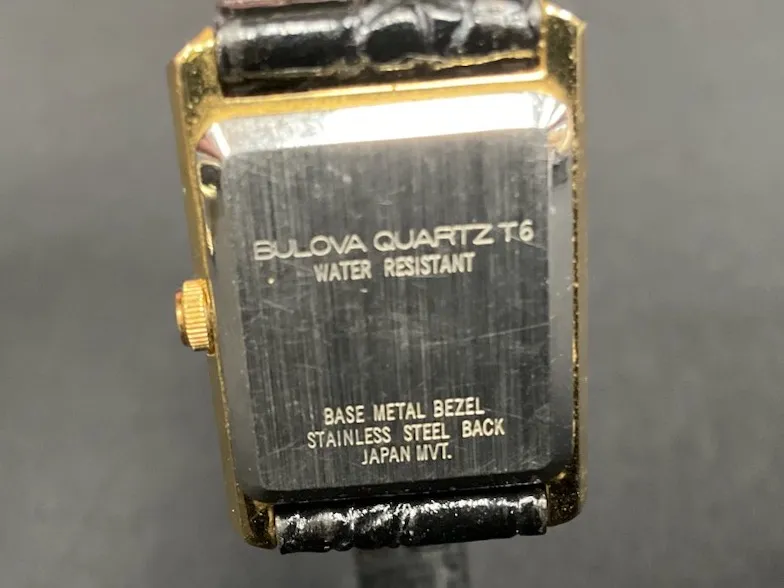 BULOVA QUARTZ T6
WATER RESISTANT
BASE METAL BEZEL
STAINLESS STEEL BACK
JAPAN MVT.